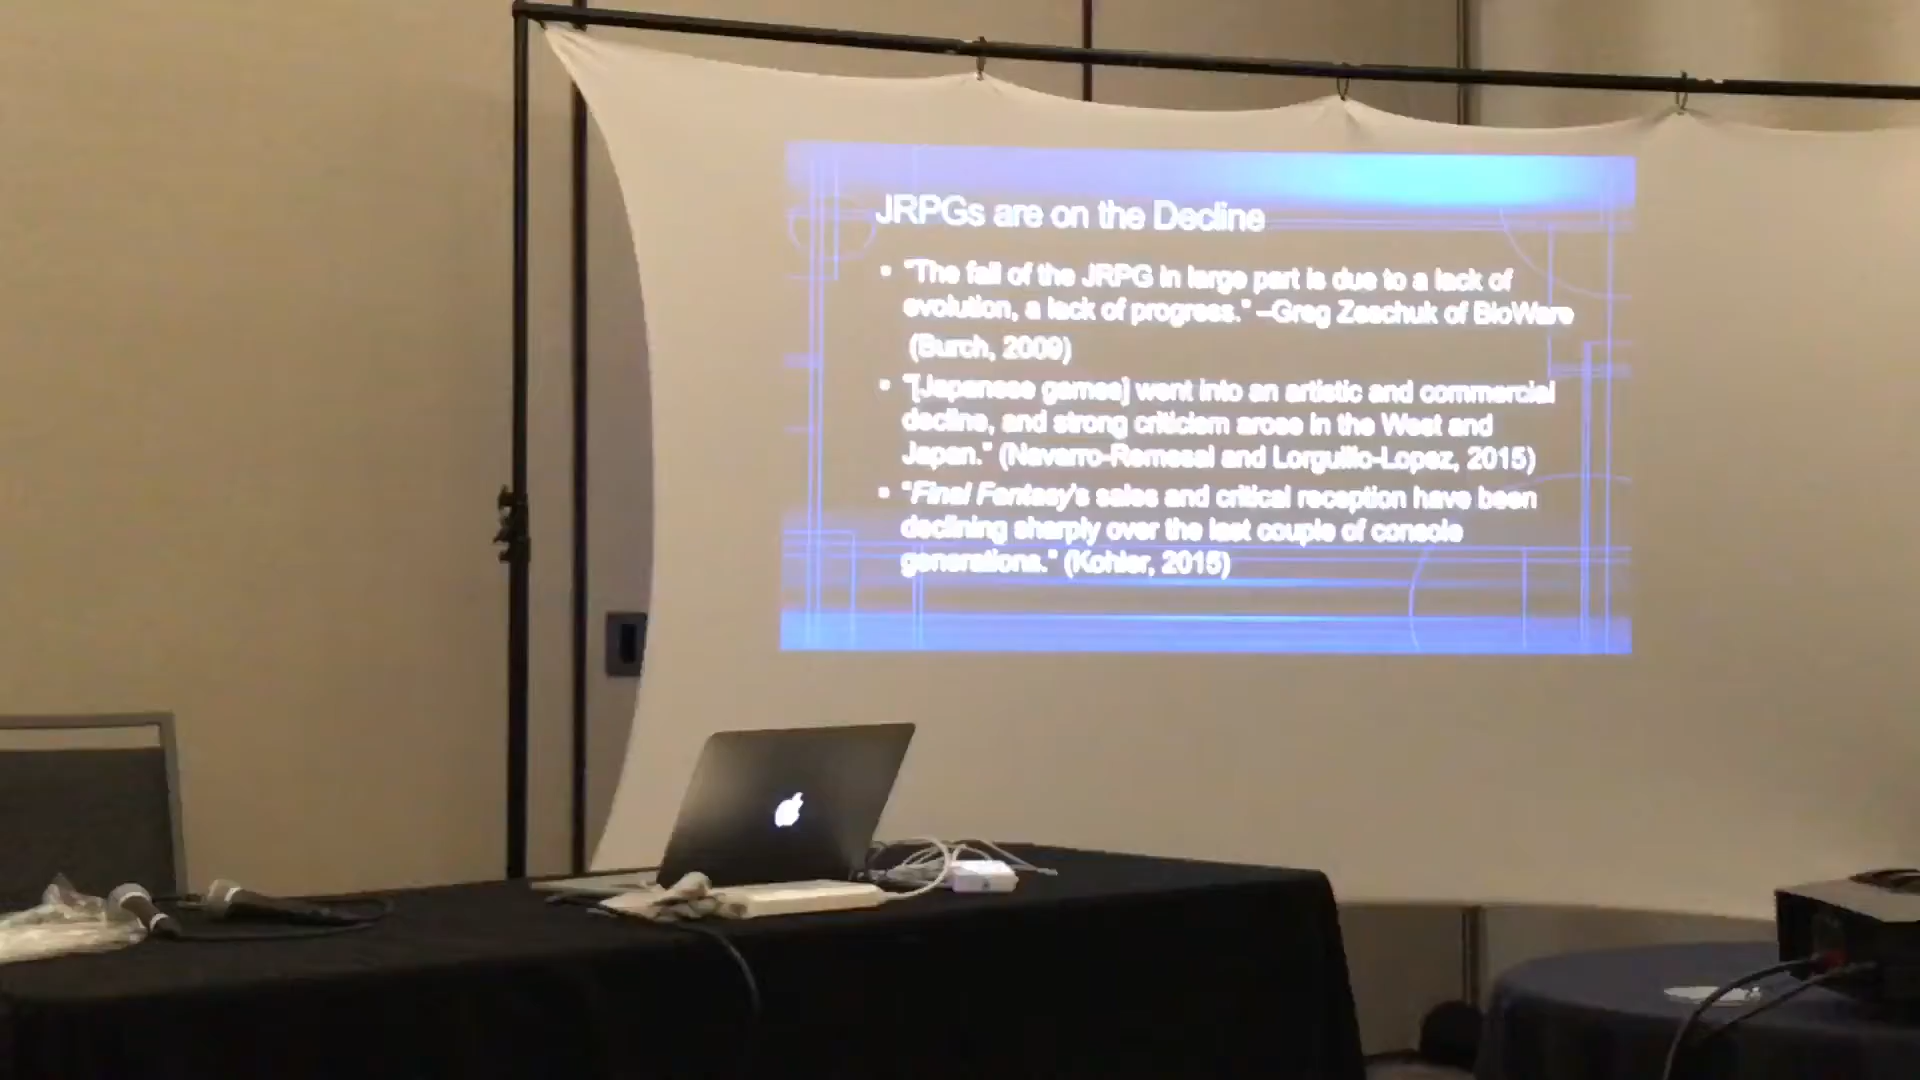 JRPGs are on the Decline
• "The fall of the JRPG in large part is due to a lack of
evolution, a lack of progress." –Greg Zeschuk of BioWare
(Burch, 2009)
• "[Japanese games] went into an artistic and commercial
decline, and strong criticism arose in the West and
Japan." (Navarro-Remesal and Lorguillo-Lopez, 2015)
• "Final Fantasy's sales and critical reception have been
declining sharply over the last couple of console
generations." (Kohler, 2015)